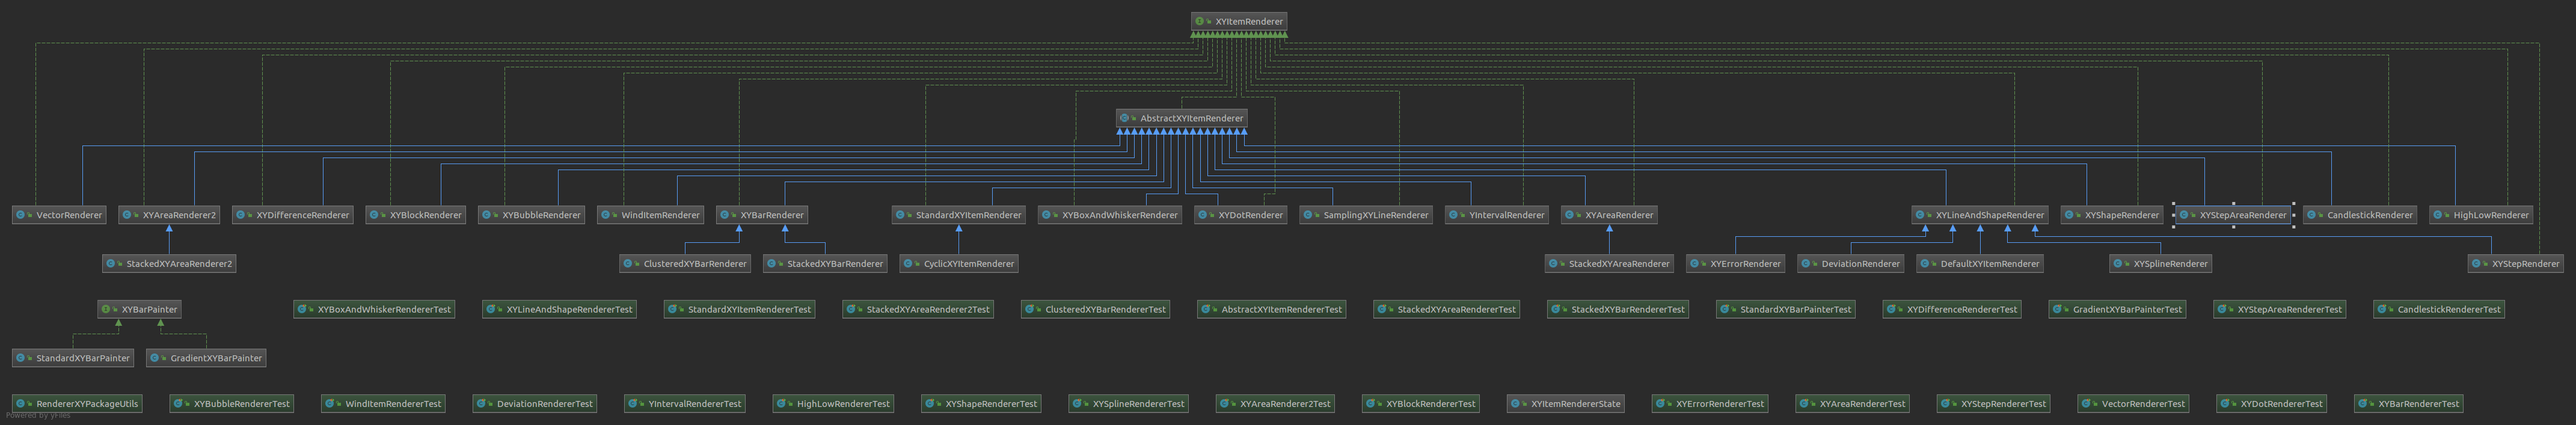 XYItemRenderer
AbstractXYItemRenderer
VectorRenderer
XYAreaRenderer2
XYDifferenceRenderer
XYBlockRenderer
XYBubbleRenderer
WindItemRenderer
XYBarRenderer
StandardXYItemRenderer
XYBoxAndWhiskerRenderer
XYDotRenderer
SamplingXYLineRenderer
YIntervalRenderer
XYAreaRenderer
XYLineAndShapeRenderer
XYShapeRenderer
XYStepAreaRenderer
CandlestickRenderer
HighLowRenderer
StackedXYAreaRenderer2
ClusteredXYBarRenderer
StackedXYBarRenderer
CyclicXYItemRenderer
StackedXYAreaRenderer
XYErrorRenderer
DeviationRenderer
DefaultXYItemRenderer
XYSplineRenderer
XYStepRenderer
XYBarPainter
XYBoxAndWhiskerRendererTest
XYLineAndShapeRendererTest
StandardXYItemRendererTest
StackedXYAreaRenderer2Test
ClusteredXYBarRendererTest
AbstractXYItemRendererTest
StackedXYAreaRendererTest
StackedXYBarRendererTest
StandardXYBarPainterTest
XYDifferenceRendererTest
GradientXYBarPainterTest
XYStepAreaRendererTest
CandlestickRendererTest
StandardXYBarPainter
GradientXYBarPainter
RendererXYPackageUtils
XYBubbleRendererTest
WindItemRendererTest
DeviationRendererTest
YIntervalRendererTest
HighLowRendererTest
XYShapeRendererTest
XYSplineRendererTest
XYAreaRenderer2Test
XYBlockRendererTest
XYItemRendererState
XYErrorRendererTest
XYAreaRendererTest
XYStepRendererTest
VectorRendererTest
XYDotRendererTest
XYBarRendererTest
Powered by yFiles